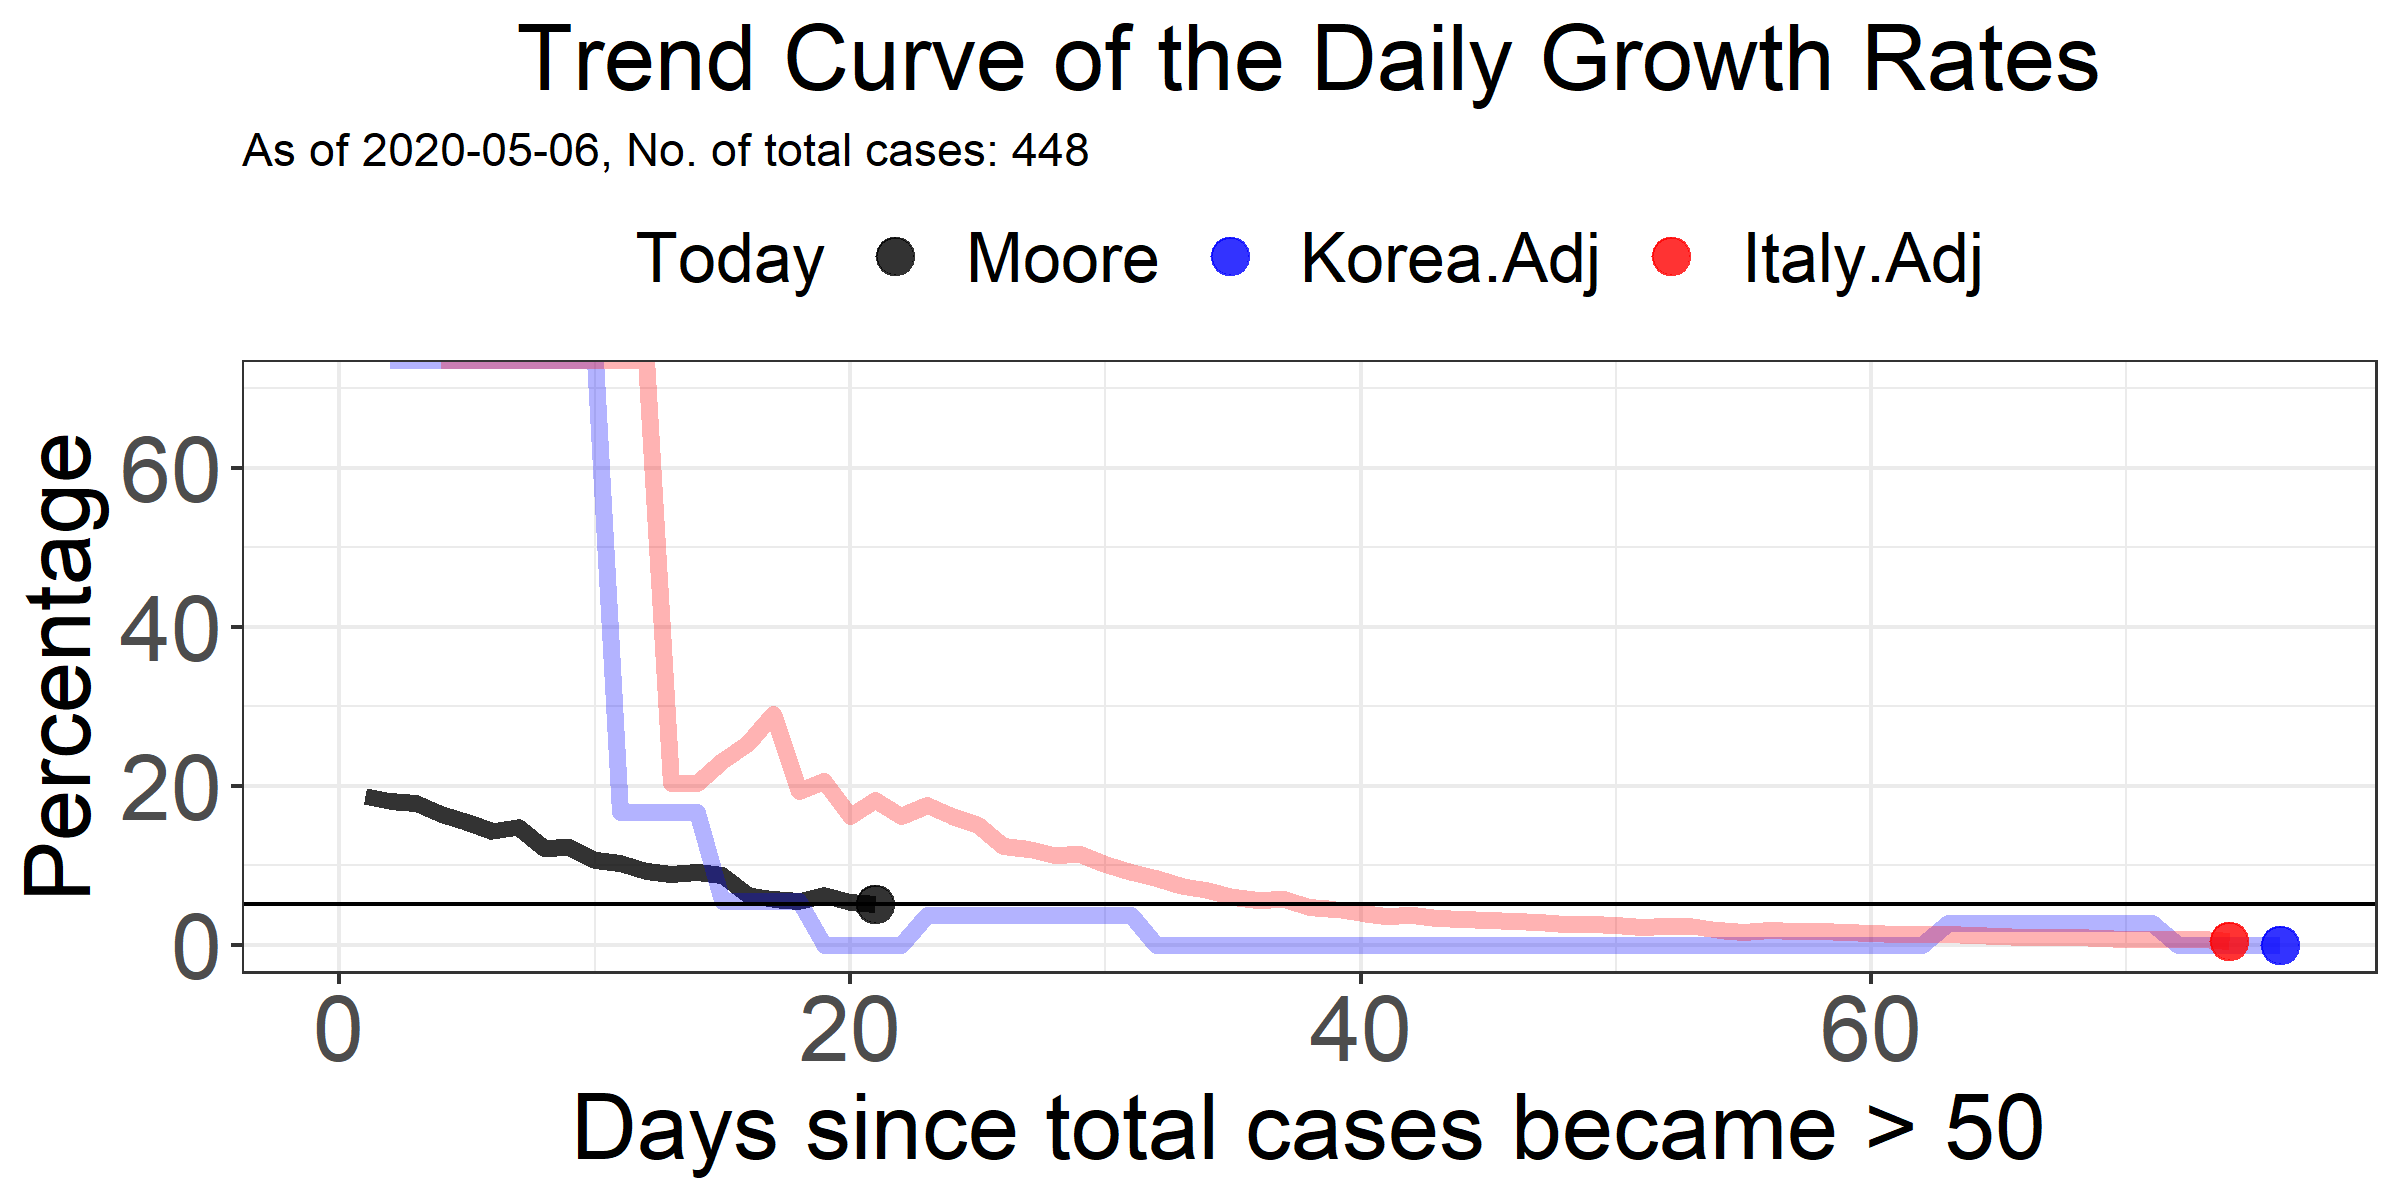 Trend Curve of the Daily Growth Rates
As of 2020-05-06, No. of total cases: 448
Today Moore Korea.Adj Italy.Adj
Percentage
60
40
20
0
0 20 40 60
Days since total cases became > 50